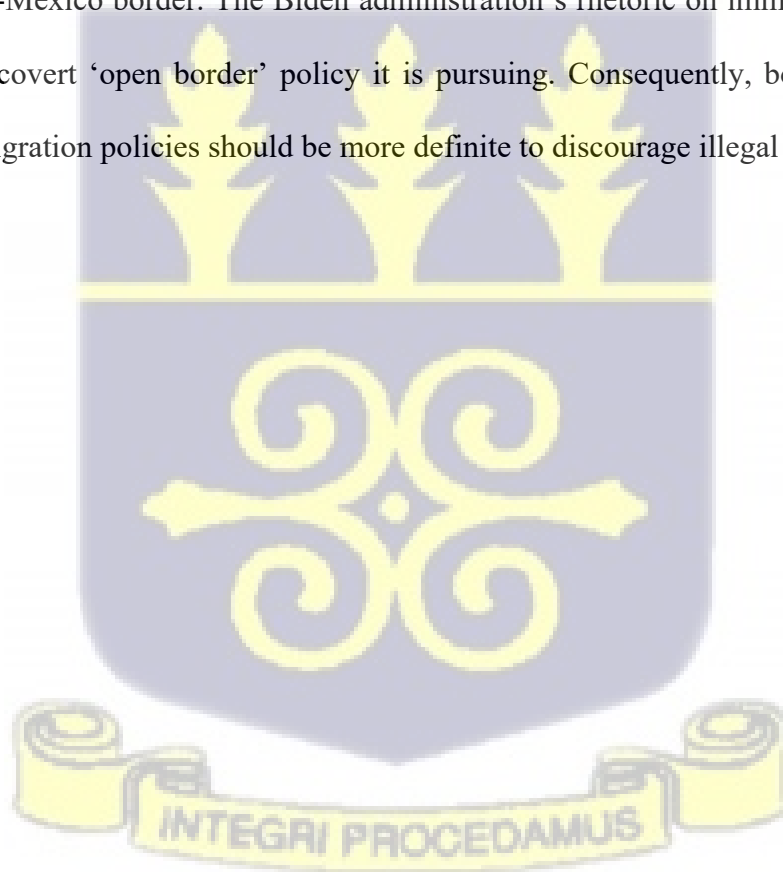 -Mexico border. The Biden administration's rhetoric on
covert ‘open border’ policy it is pursuing. Consequently,
gration policies should be more definite to discourage illegal
INTEGRI PROCEDAMUS